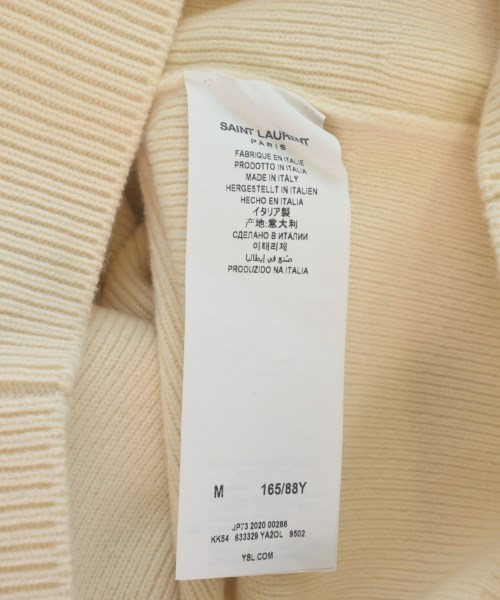 SAINT LAURENT
PARIS
FABRIQUE EN ITALIE
PRODOTTO IN ITALIA
MADE IN ITALY
HERGESTELLT IN ITALIEN
HECHO EN ITALIA
イタリア製
产地:意大利
СДЕЛАНО В ИТАЛИИ
이태리제
صنع في إيطاليا
PRODUZIDO NA ITALIA
M 165/88Y
JP73 2020 00288
KK54 633329 YA2OL 9502
YSL.COM